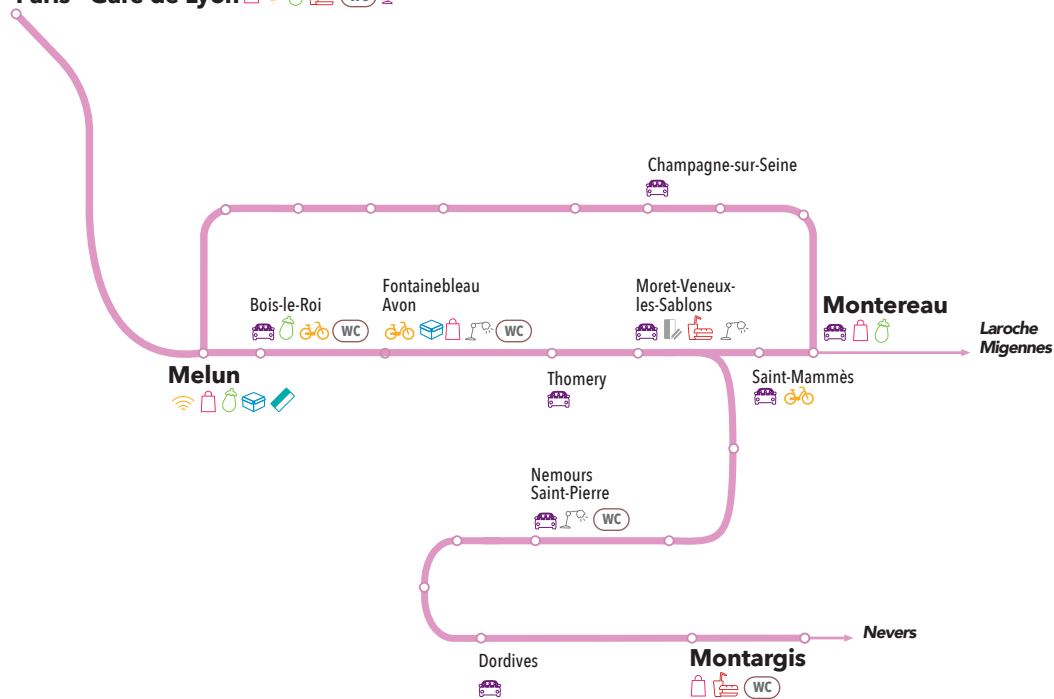 Paris - Gare de Lyon
WC
Champagne-sur-Seine
Bois-le-Roi
WC
Fontainebleau
Avon
WC
Moret-Veneux-
les-Sablons
Montereau
Laroche
Migennes
Melun
Thomery
Saint-Mammès
Nemours
Saint-Pierre
WC
Nevers
Dordives
Montargis
WC